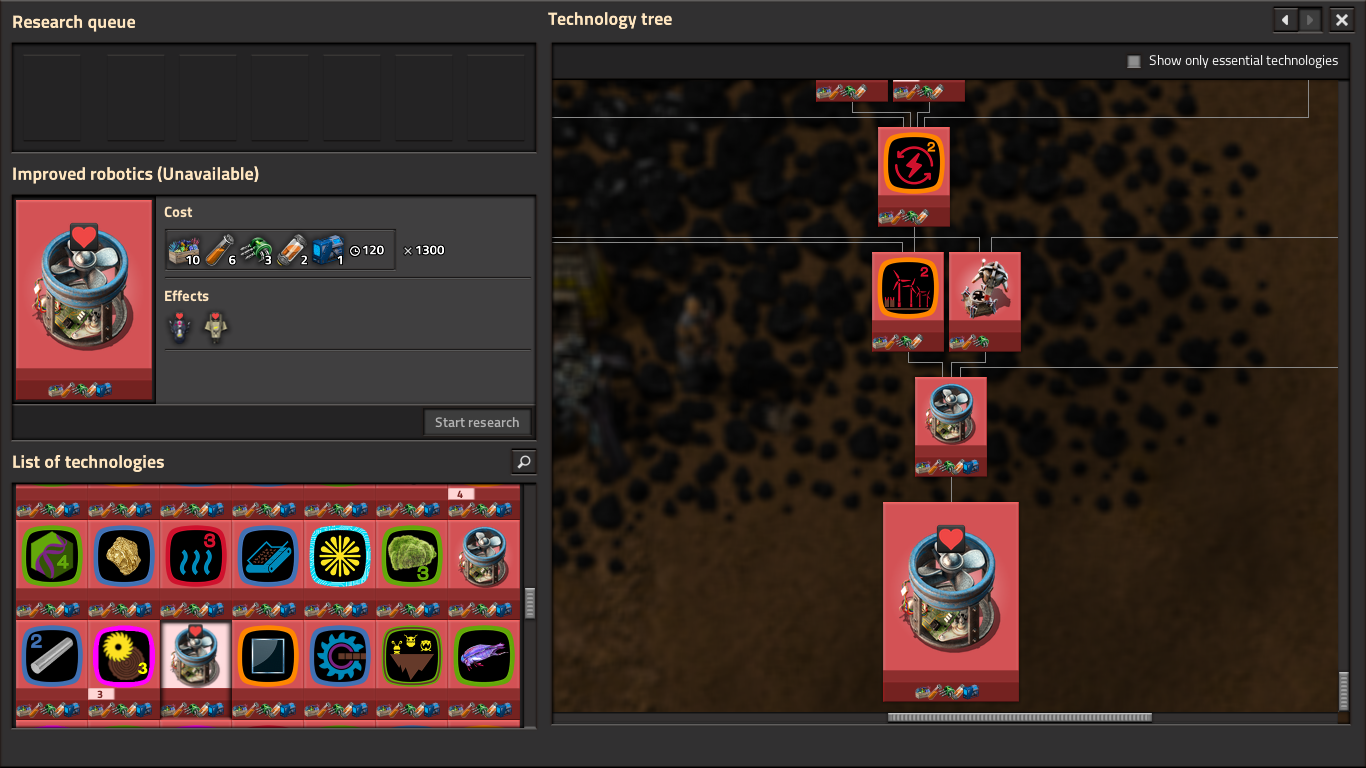 Research queue
Technology tree
Show only essential technologies
Improved robotics (Unavailable)
Cost
10 6 3 2 1 120 × 1300
Effects
Start research
List of technologies
2
2
4
4 3 3
2 3
3